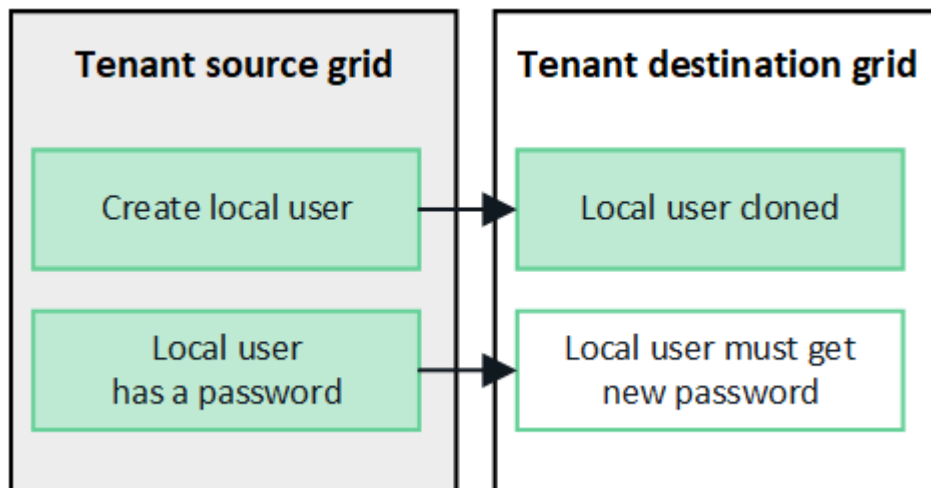 Tenant source grid
Tenant destination grid
Create local user
Local user cloned
Local user
has a password
Local user must get
new password